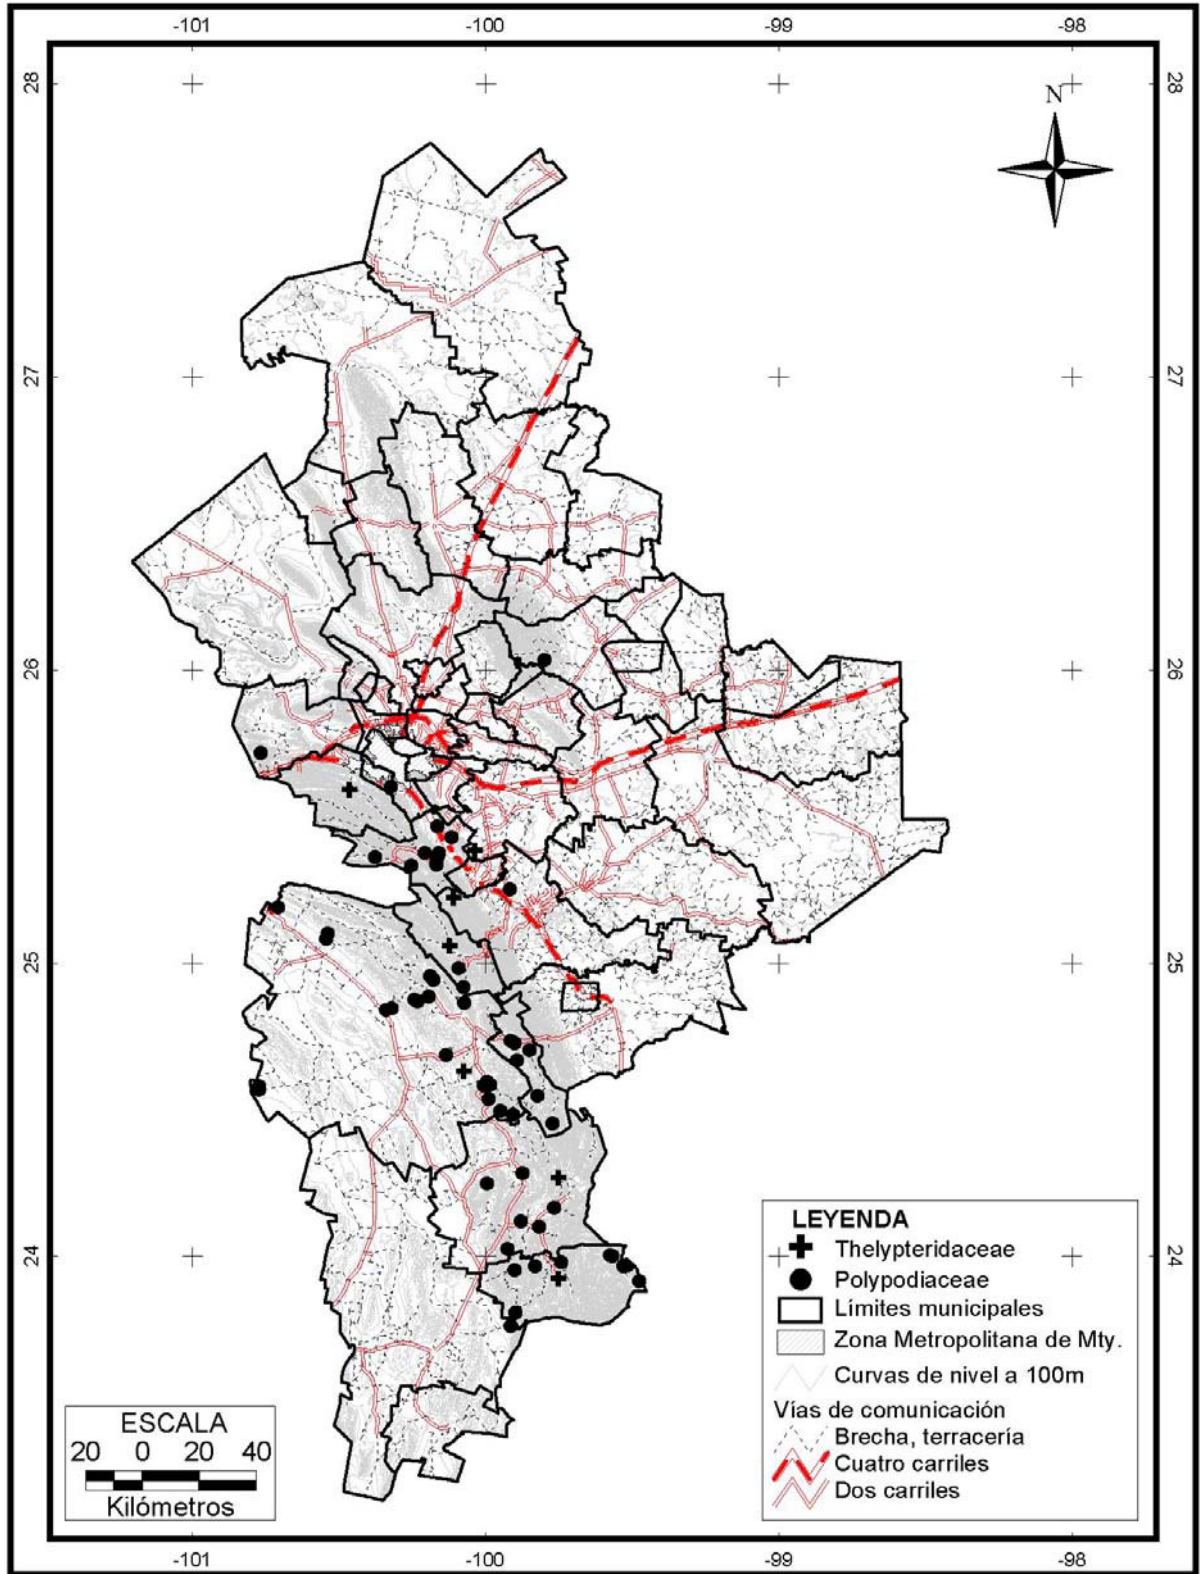 -101 -100 -99 -98
28 28
N
27 27
26 26
25 25
24 24
LEYENDA
Thelypteridaceae
Polypodiaceae
Límites municipales
Zona Metropolitana de Mty.
Curvas de nivel a 100m
Vías de comunicación
Brecha, terracería
Cuatro carriles
Dos carriles
ESCALA
20 0 20 40
Kilómetros
-101 -100 -99 -98